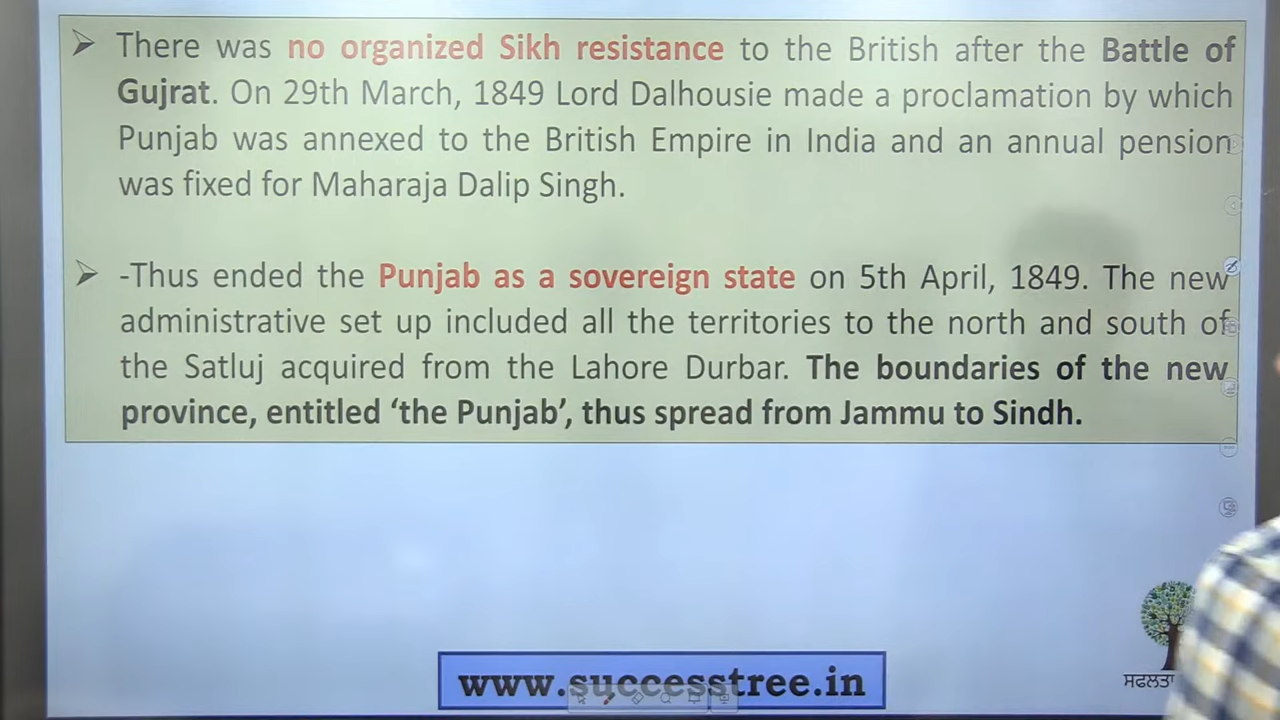 There was no organized Sikh resistance to the British after the Battle of
Gujrat. On 29th March, 1849 Lord Dalhousie made a proclamation by which
Punjab was annexed to the British Empire in India and an annual pension
was fixed for Maharaja Dalip Singh.
-Thus ended the Punjab as a sovereign state on 5th April, 1849. The new
administrative set up included all the territories to the north and south of
the Satluj acquired from the Lahore Durbar. The boundaries of the new
province, entitled ‘the Punjab’, thus spread from Jammu to Sindh.
www.successtree.in
ਸਫਲਤਾ